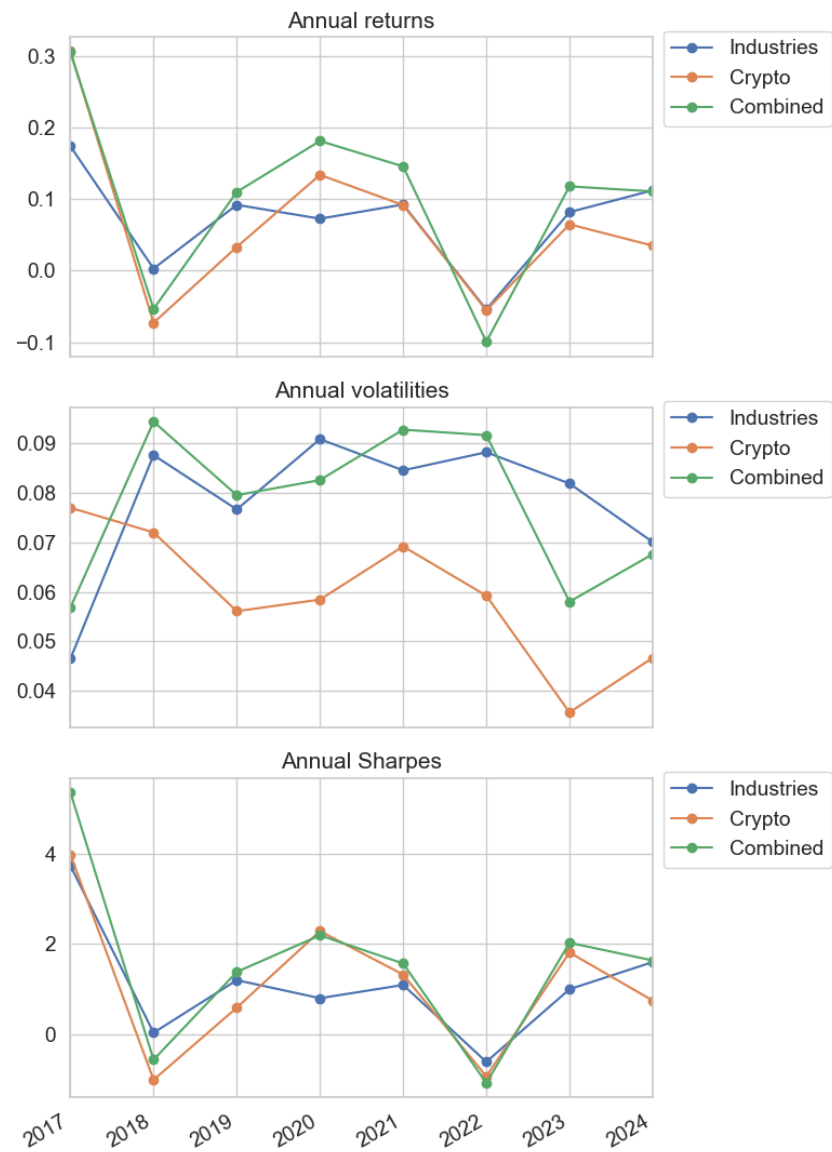 Annual returns
0.3
0.2
0.1
0.0
−0.1
Industries
Crypto
Combined
Annual volatilities
0.09
0.08
0.07
0.06
0.05
0.04
Industries
Crypto
Combined
Annual Sharpes
4
2
0
Industries
Crypto
Combined
2017
2018
2019
2020
2021
2022
2023
2024